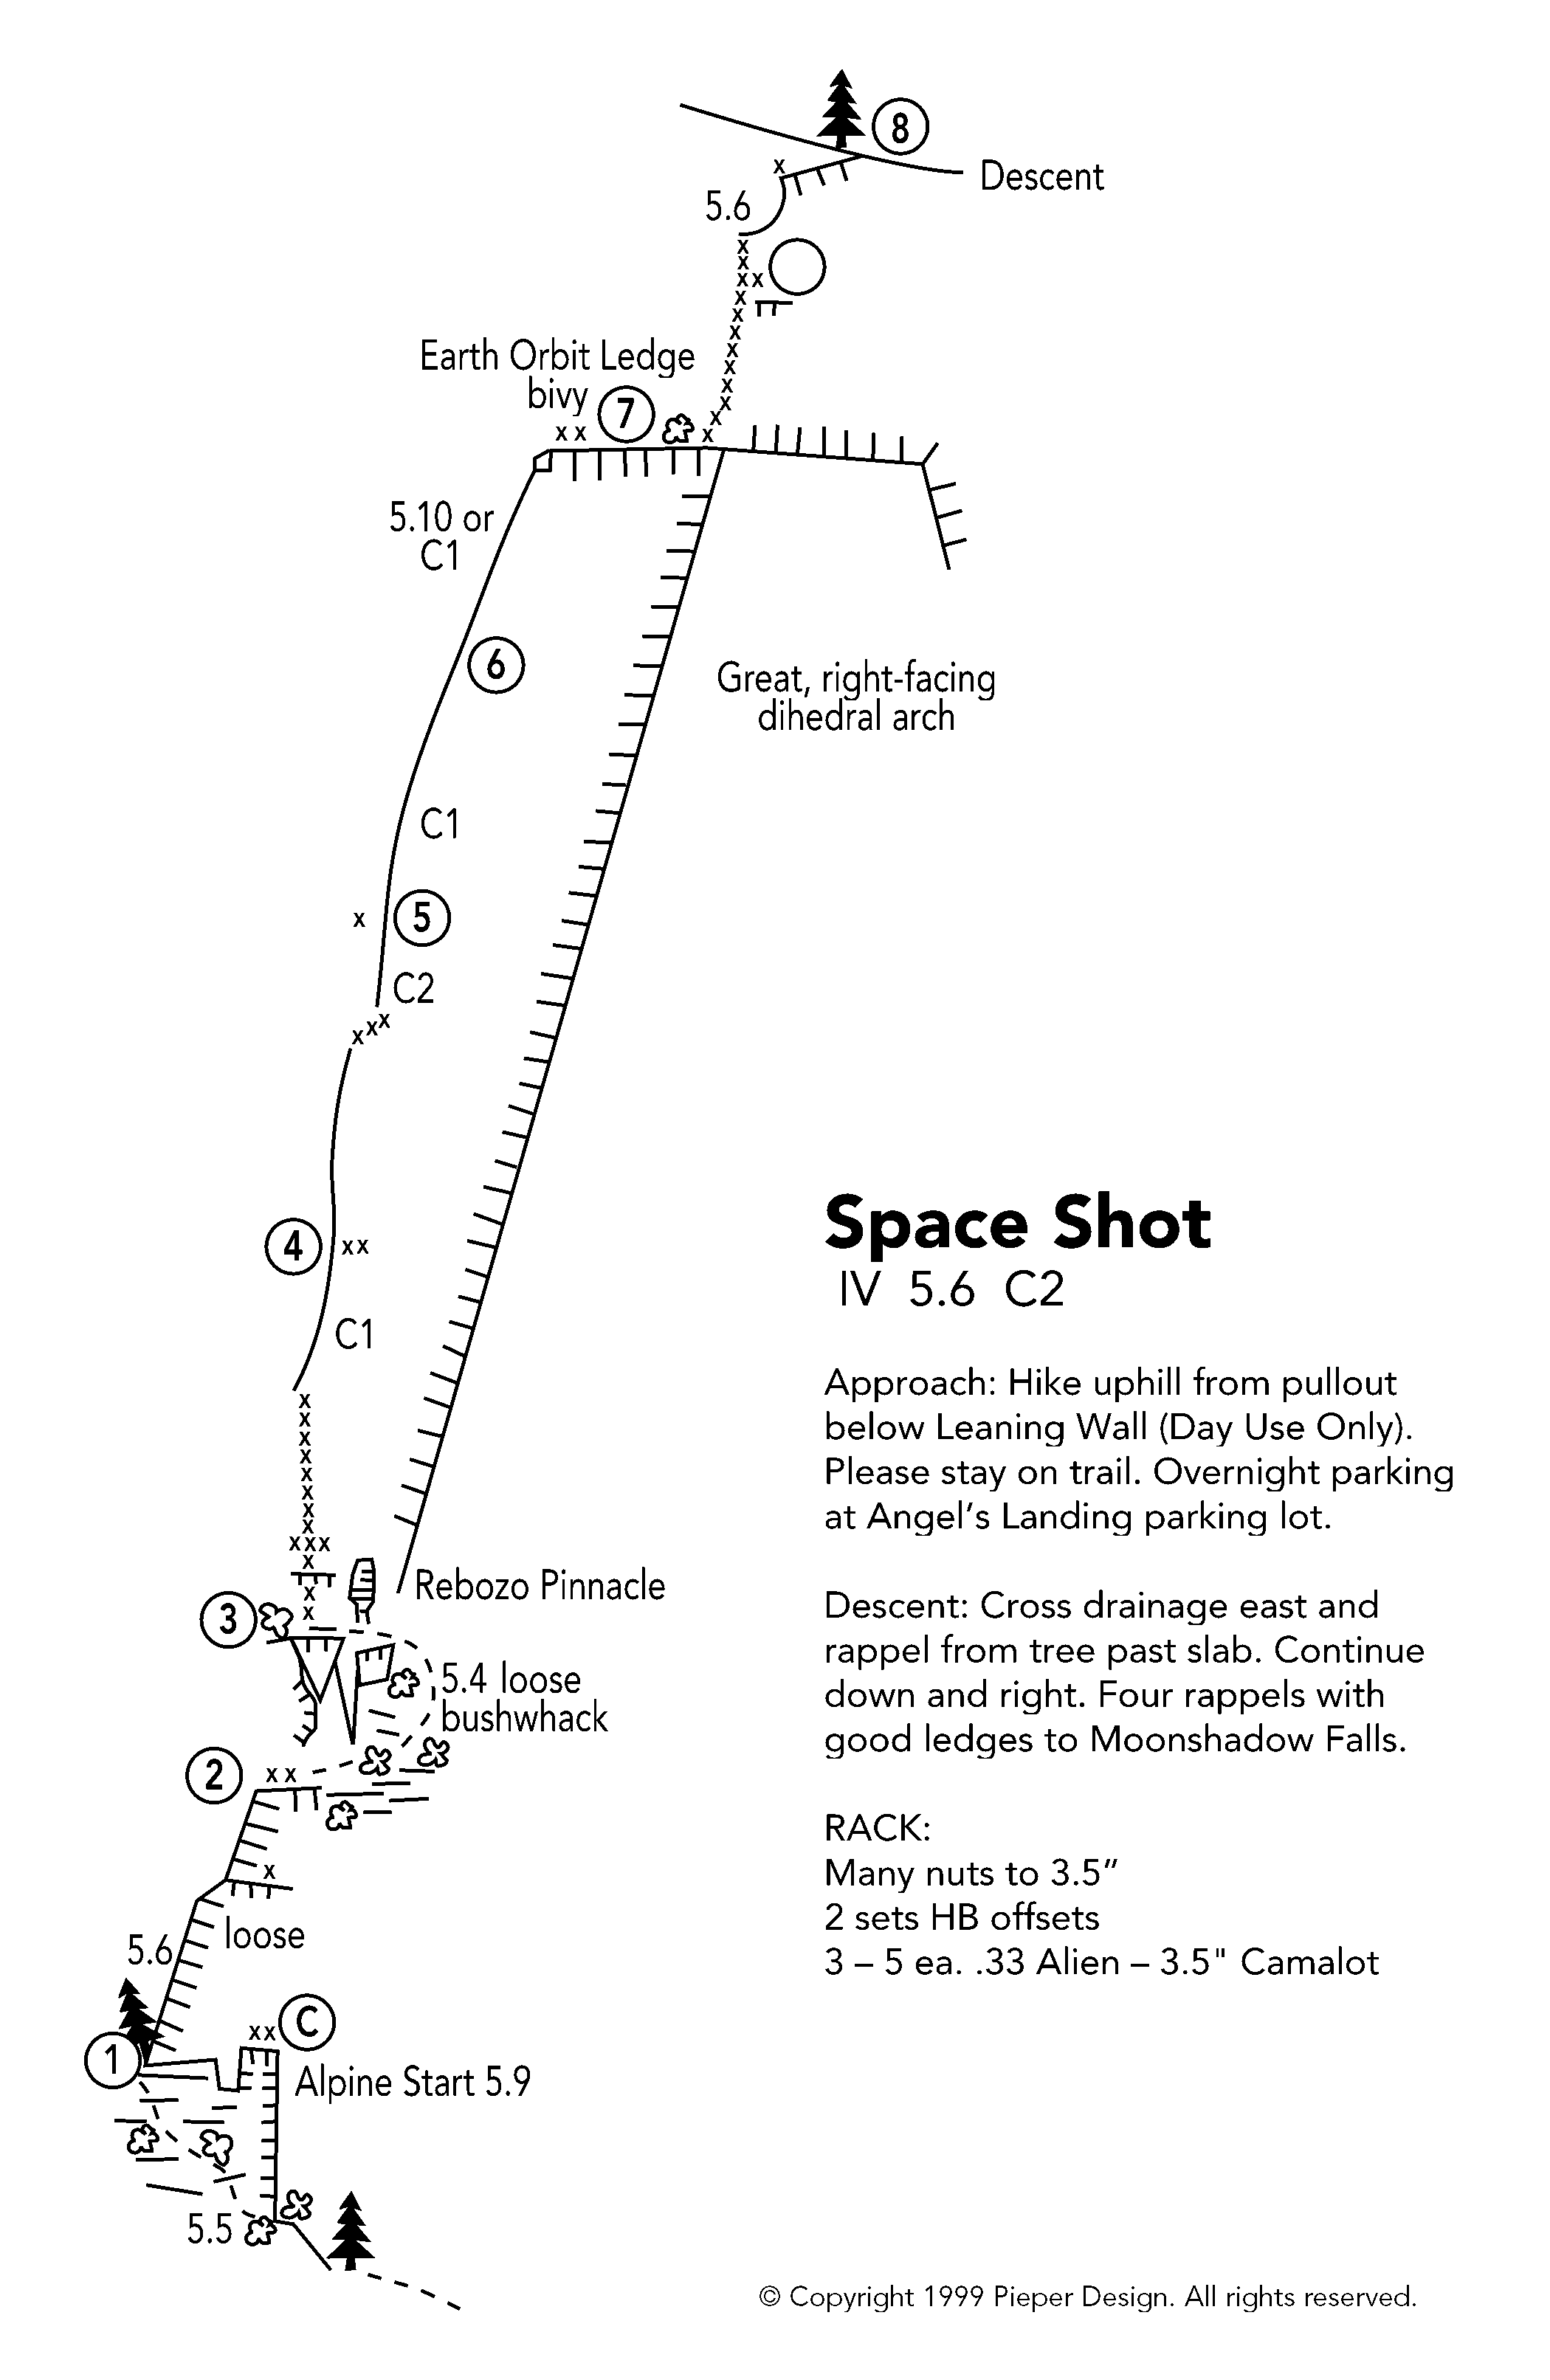 8
Descent
5.6
Earth Orbit Ledge
bivy
7
5.10 or
C1
6
Great, right-facing
dihedral arch
C1
5
C2
4
C1
Rebozo Pinnacle
3
5.4 loose
bushwhack
2
loose
5.6
C
1
Alpine Start 5.9
5.5
Space Shot
IV 5.6 C2
Approach: Hike uphill from pullout
below Leaning Wall (Day Use Only).
Please stay on trail. Overnight parking
at Angel’s Landing parking lot.
Descent: Cross drainage east and
rappel from tree past slab. Continue
down and right. Four rappels with
good ledges to Moonshadow Falls.
RACK:
Many nuts to 3.5”
2 sets HB offsets
3 – 5 ea. .33 Alien – 3.5" Camalot
© Copyright 1999 Pieper Design. All rights reserved.